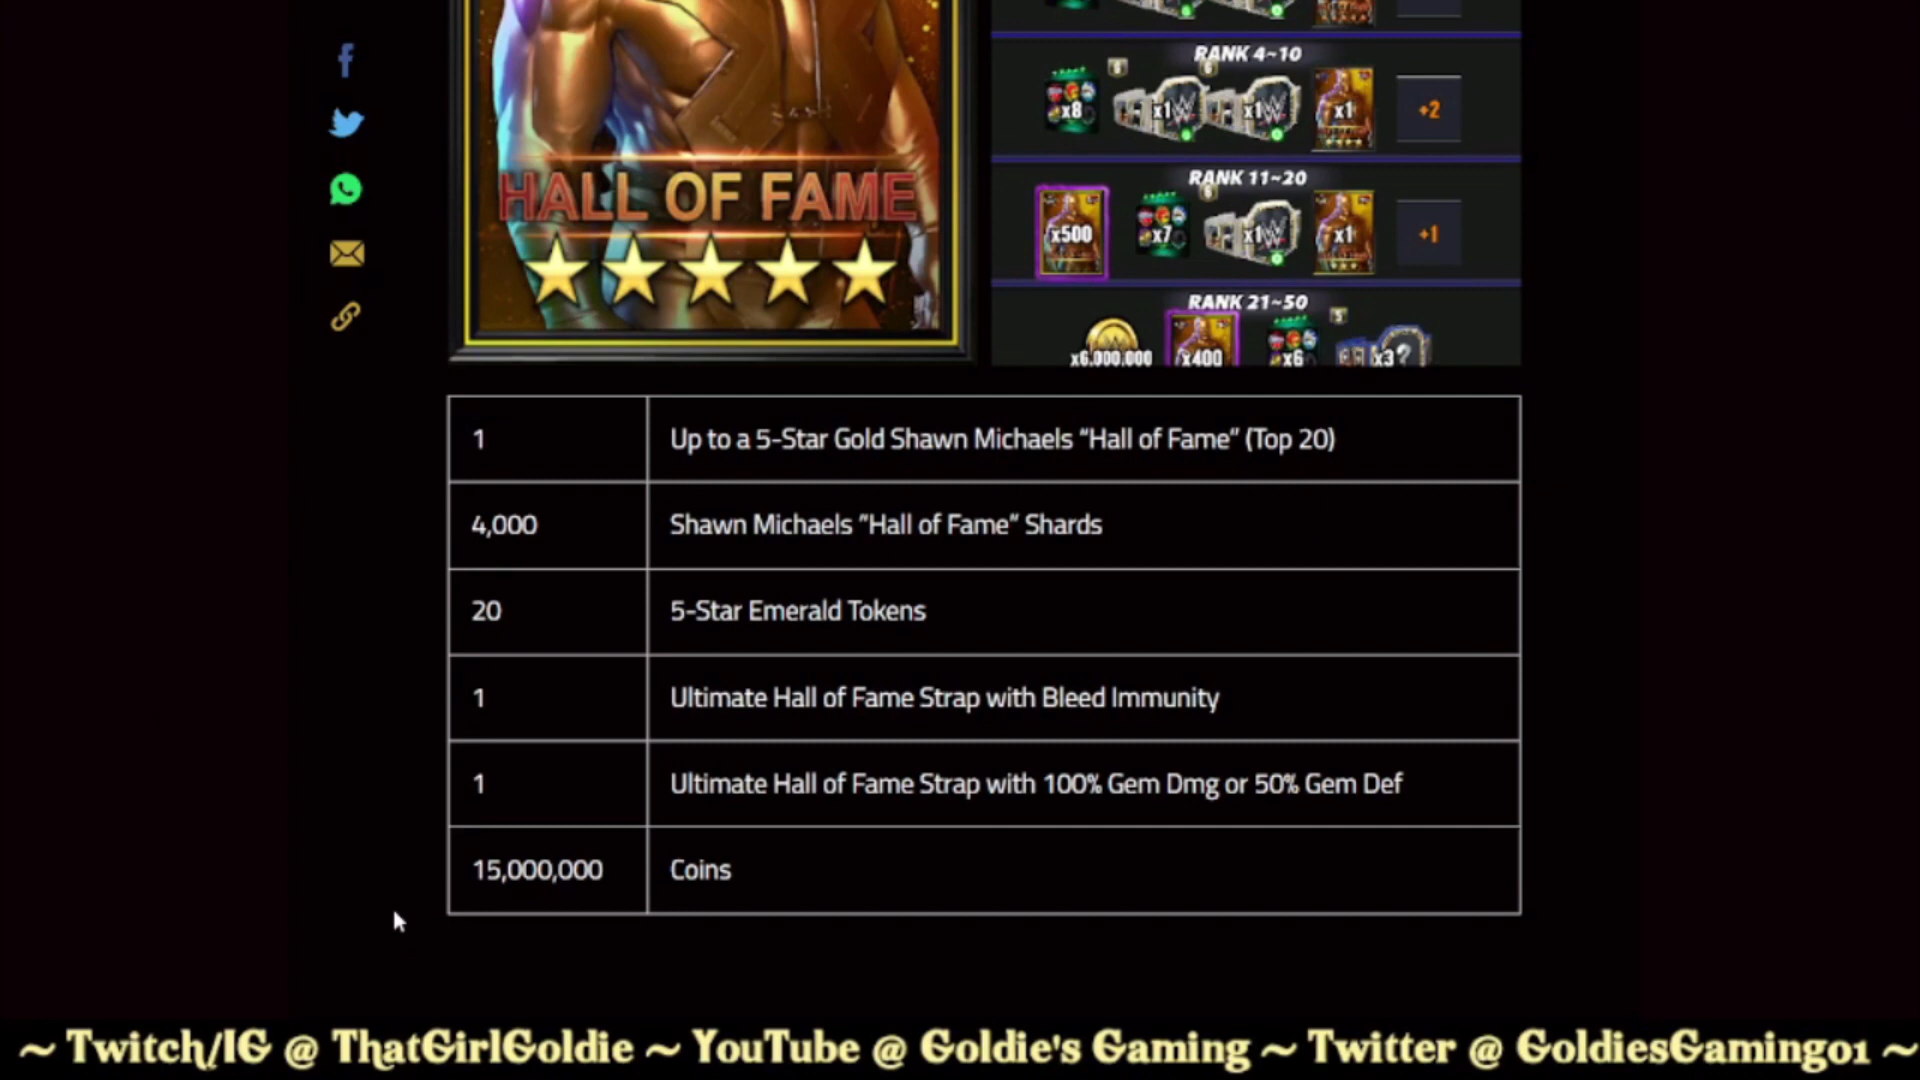 HALL OF FAME
RANK 4~10
6
6
x8
x1
x1
x1
+2
RANK 11~20
6
x500
x7
x1
x1
+1
RANK 21~50
5
x6,000,000
x400
x6
x3
1
Up to a 5-Star Gold Shawn Michaels “Hall of Fame” (Top 20)
4,000
Shawn Michaels “Hall of Fame” Shards
20
5-Star Emerald Tokens
1
Ultimate Hall of Fame Strap with Bleed Immunity
1
Ultimate Hall of Fame Strap with 100% Gem Dmg or 50% Gem Def
15,000,000
Coins
~ Twitch/IG @ ThatGirlGoldie ~ YouTube @ Goldie's Gaming ~ Twitter @ GoldiesGaming01 ~